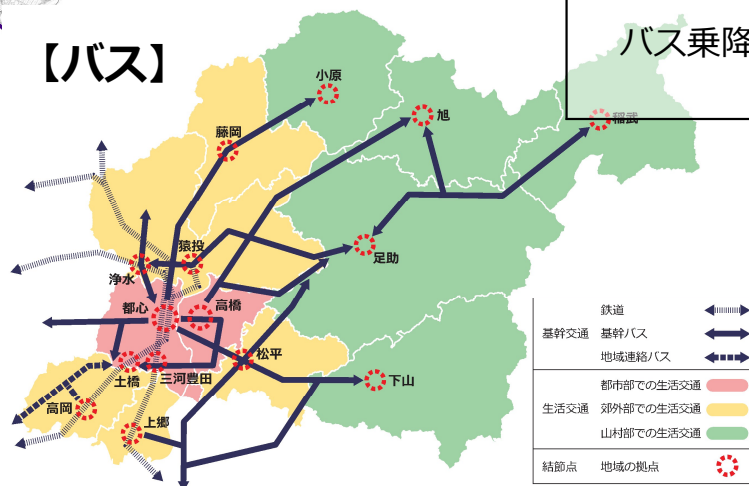 【バス】
バス乗降
小原
旭
稲武
藤岡
猿投
足助
浄水
都心
高橋
松平
土橋
三河豊田
下山
高岡
上郷
鉄道
基幹交通 基幹バス
地域連絡バス
都市部での生活交通
生活交通 郊外部での生活交通
山村部での生活交通
結節点 地域の拠点